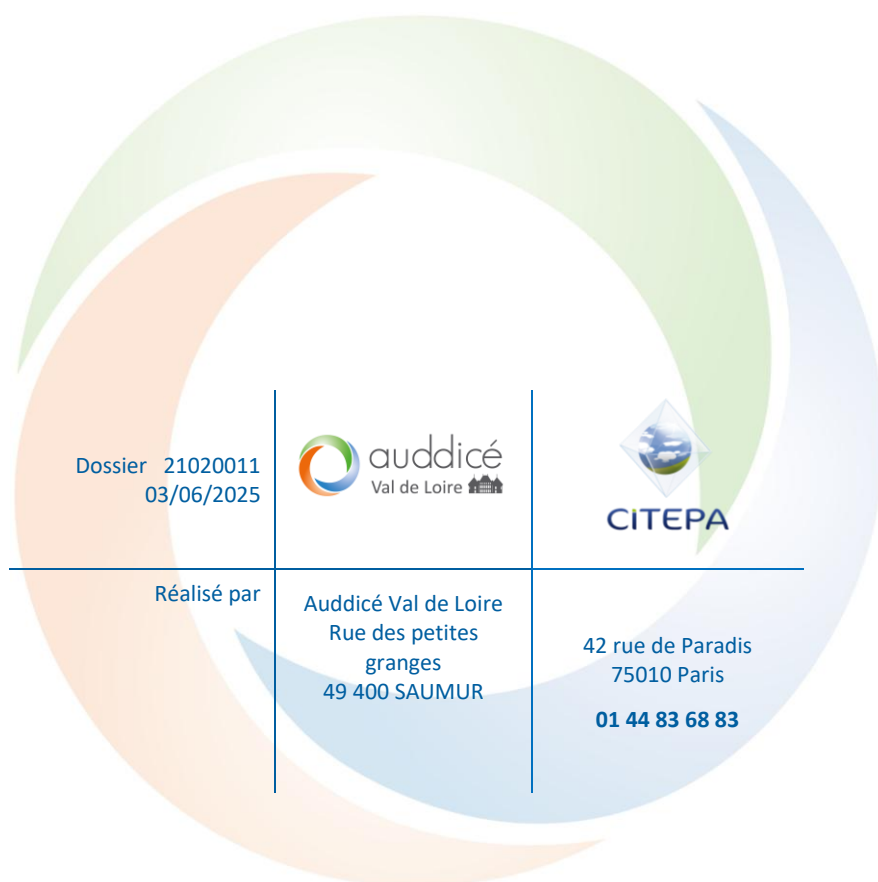 Dossier 21020011
03/06/2025
auddicé
Val de Loire
CITEPA
Réalisé par
Auddicé Val de Loire
Rue des petites
granges
49 400 SAUMUR
42 rue de Paradis
75010 Paris
01 44 83 68 83